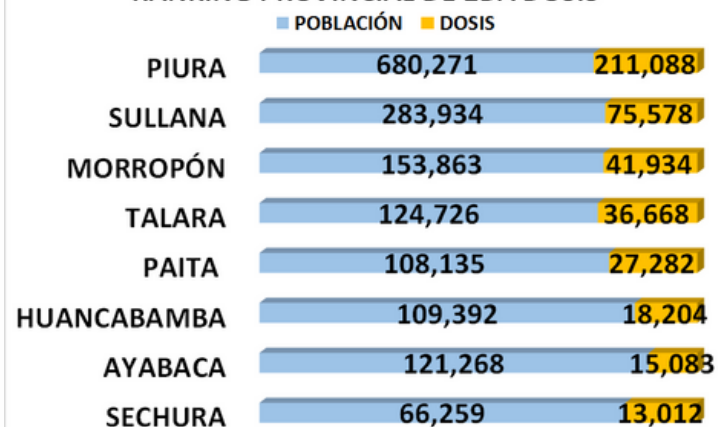 POBLACIÓN DOSIS
PIURA 680,271 211,088
SULLANA 283,934 75,578
MORROPÓN 153,863 41,934
TALARA 124,726 36,668
PAITA 108,135 27,282
HUANCABAMBA 109,392 18,204
AYABACA 121,268 15,083
SECHURA 66,259 13,012